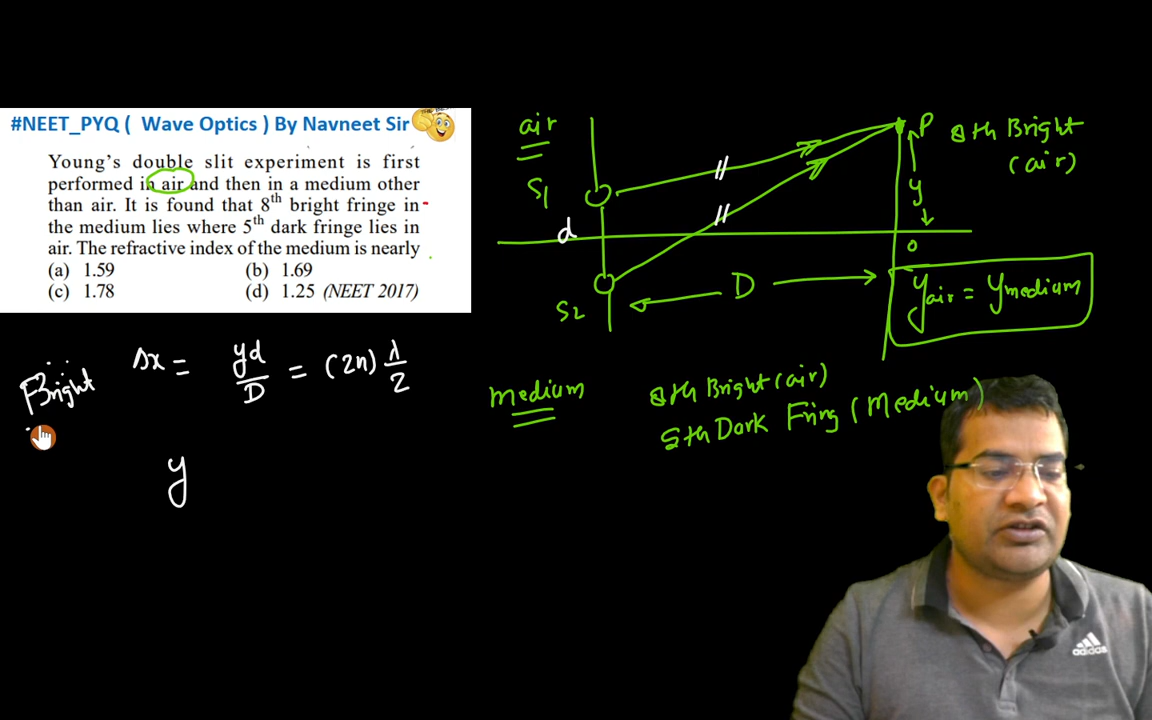 #NEET_PYQ ( Wave Optics ) By Navneet Sir
Young's double slit experiment is first
performed in air and then in a medium other
than air. It is found that 8th bright fringe in
the medium lies where 5th dark fringe lies in
air. The refractive index of the medium is nearly
(a) 1.59 (b) 1.69
(c) 1.78 (d) 1.25 (NEET 2017)
air
S1
d
S2
D
P
y
0
8th Bright
(air)
yair = ymedium
Bright Δx = yd/D = (2n) λ/2
y
medium
8th Bright (air)
5th Dark Fring (Medium)
adidas